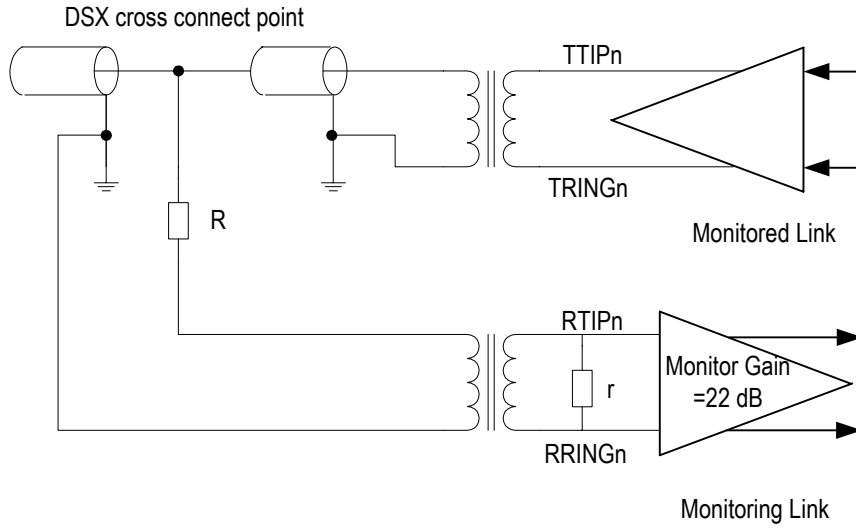 DSX cross connect point
TTIPn
TRINGn
R
Monitored Link
RTIPn
Monitor Gain
=22 dB
r
RRINGn
Monitoring Link